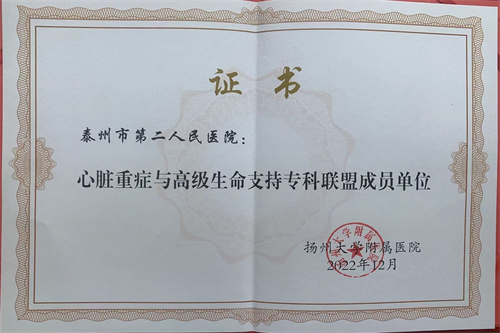 证书
泰州市第二人民医院：
心脏重症与高级生命支持专科联盟成员单位
扬州大学附属医院
2022年12月